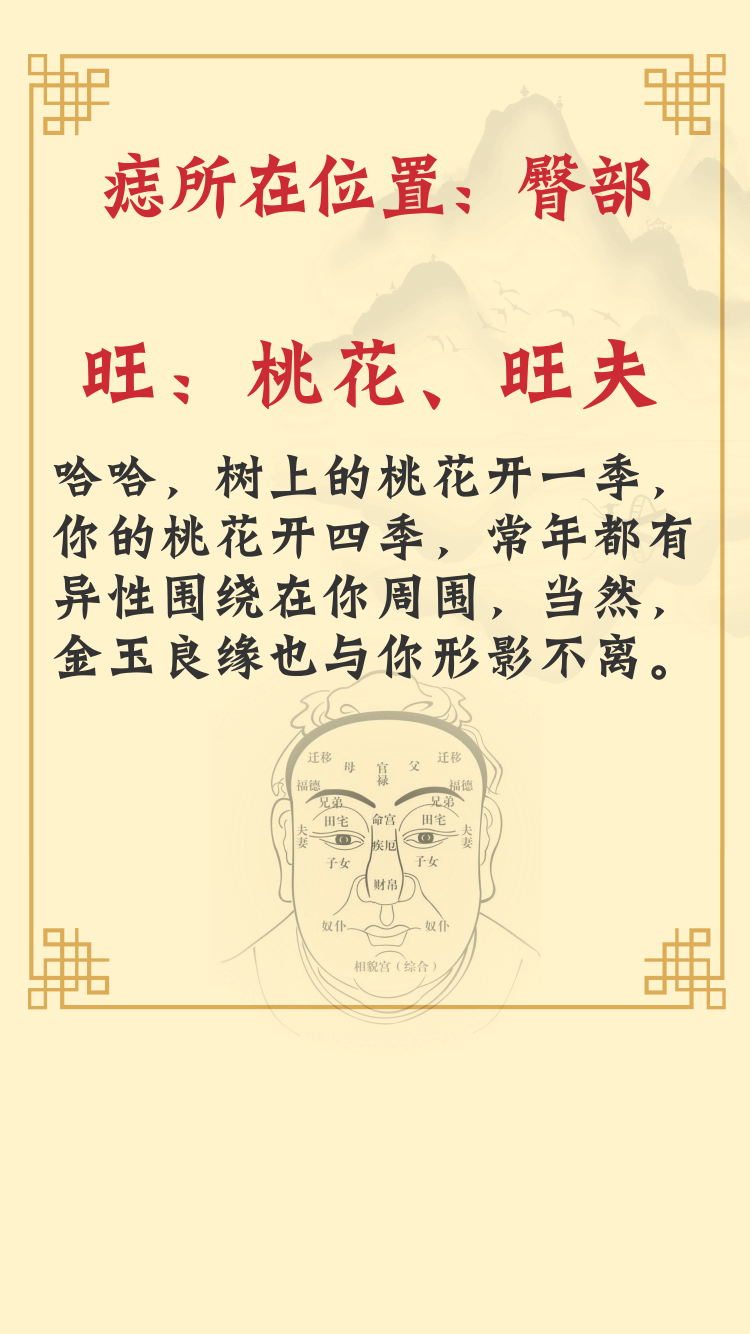 痣所在位置：臀部
旺：桃花、旺夫
哈哈，树上的桃花开一季，
你的桃花开四季，常年都有
异性围绕在你周围，当然，
金玉良缘也与你形影不离。
迁移 母 官禄 父 迁移
福德 福德
兄弟 兄弟
田宅 命宫 田宅
夫妻 疾厄 夫妻
子女 子女
财帛
奴仆 奴仆
相貌宫（综合）